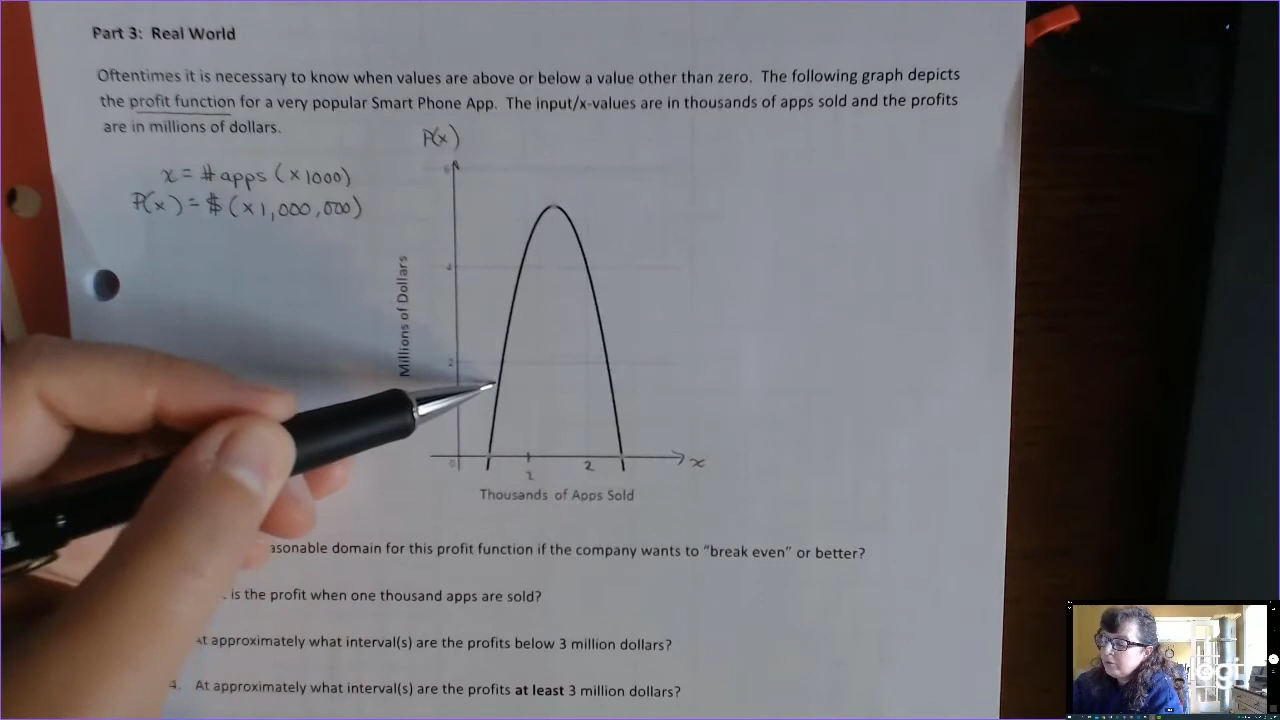 Part 3: Real World
Oftentimes it is necessary to know when values are above or below a value other than zero. The following graph depicts
the profit function for a very popular Smart Phone App. The input/x-values are in thousands of apps sold and the profits
are in millions of dollars.
P(x)
x = # apps (×1000)
P(x) = $ (×1,000,000)
4
Millions of Dollars
2
0
1
2
x
Thousands of Apps Sold
asonable domain for this profit function if the company wants to "break even" or better?
is the profit when one thousand apps are sold?
At approximately what interval(s) are the profits below 3 million dollars?
4. At approximately what interval(s) are the profits at least 3 million dollars?
logi